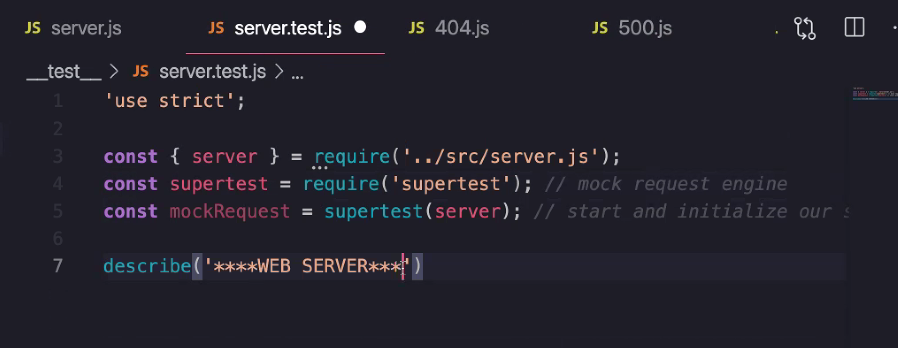 JS server.js JS server.test.js JS 404.js JS 500.js
__test__ > JS server.test.js > ...
1 'use strict';
2
3 const { server } = require('../src/server.js');
4 const supertest = require('supertest'); // mock request engine
5 const mockRequest = supertest(server); // start and initialize our s
6
7 describe('****WEB SERVER***')